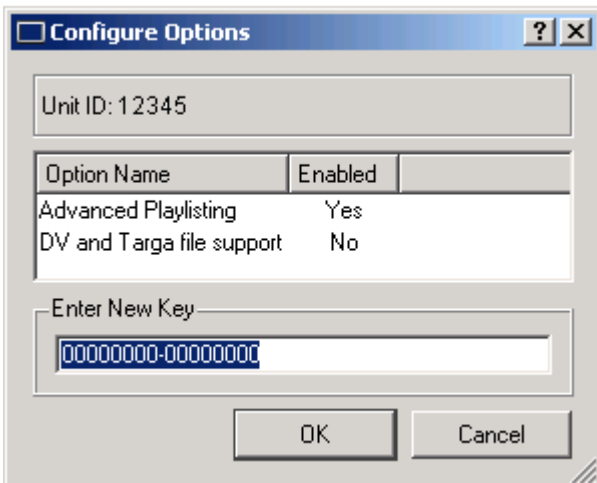 Configure Options
Unit ID: 12345
Option Name Enabled
Advanced Playlisting Yes
DV and Targa file support No
Enter New Key
00000000-00000000
OK Cancel